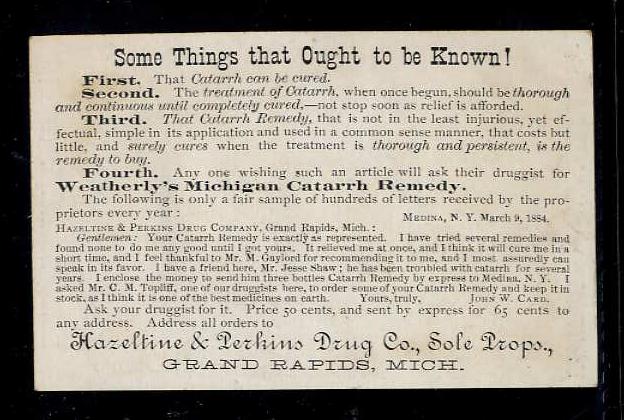 Some Things that Ought to be Known!
First. That Catarrh can be cured.
Second. The treatment of Catarrh, when once begun, should be thorough
and continuous until completely cured,—not stop soon as relief is afforded.
Third. That Catarrh Remedy, that is not in the least injurious, yet ef-
fectual, simple in its application and used in a common sense manner, that costs but
little, and surely cures when the treatment is thorough and persistent, is the
remedy to buy.
Fourth. Any one wishing such an article will ask their druggist for
Weatherly's Michigan Catarrh Remedy.
The following is only a fair sample of hundreds of letters received by the pro-
prietors every year:
MEDINA, N. Y. March 9, 1884.
HAZELTINE & PERKINS DRUG COMPANY, Grand Rapids, Mich.:
Gentlemen: Your Catarrh Remedy is exactly as represented. I have tried several remedies and
found none to do me any good until I got yours. It relieved me at once, and I think it will cure me in a
short time, and I feel thankful to Mr. M. Gaylord for recommending it to me, and I most assuredly can
speak in its favor. I have a friend here, Mr. Jesse Shaw; he has been troubled with catarrh for several
years. I enclose the money to send him three bottles Catarrh Remedy by express to Medina, N. Y. I
asked Mr. C. M. Topliff, one of our druggists here, to order some of your Catarrh Remedy and keep it in
stock, as I think it is one of the best medicines on earth. Yours, truly, JOHN W. CARD.
Ask your druggist for it. Price 50 cents, and sent by express for 65 cents to
any address. Address all orders to
Hazeltine & Perkins Drug Co., Sole Props.,
GRAND RAPIDS, MICH.